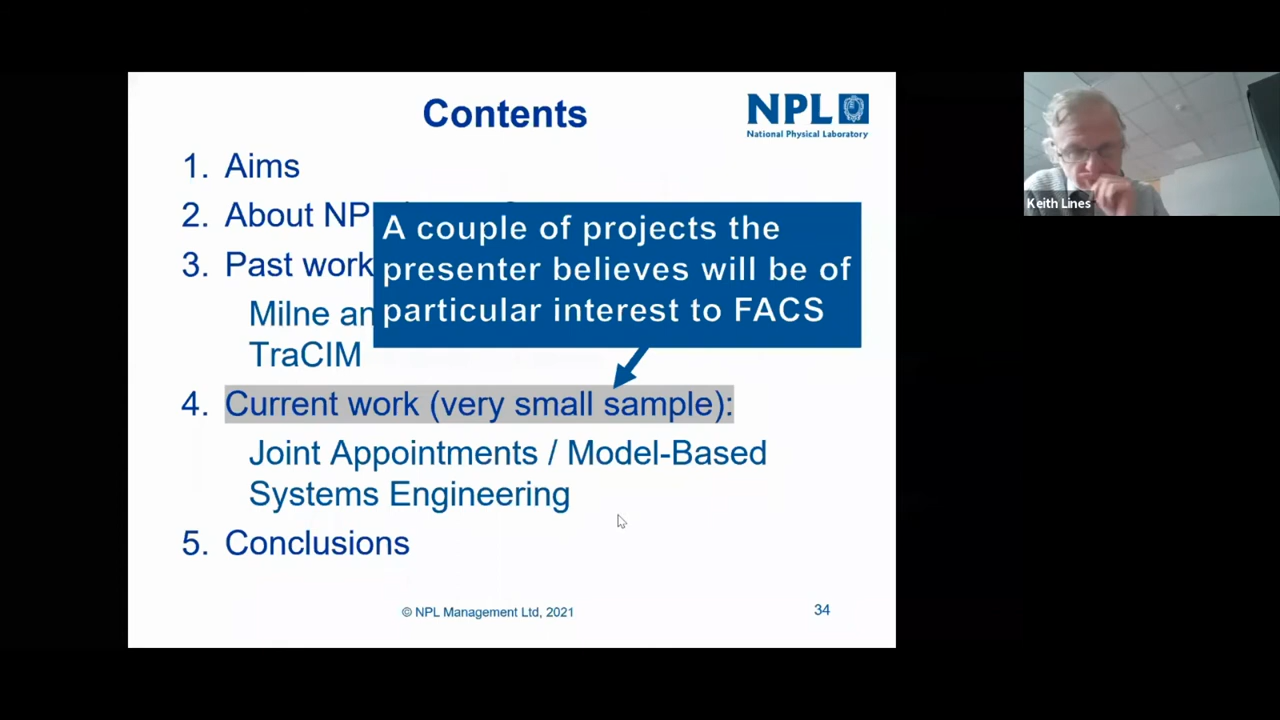 Contents
NPL
National Physical Laboratory
1. Aims
2. About NP
3. Past work
Milne an
TraCIM
A couple of projects the
presenter believes will be of
particular interest to FACS
4. Current work (very small sample):
Joint Appointments / Model-Based
Systems Engineering
5. Conclusions
© NPL Management Ltd, 2021
34
Keith Lines